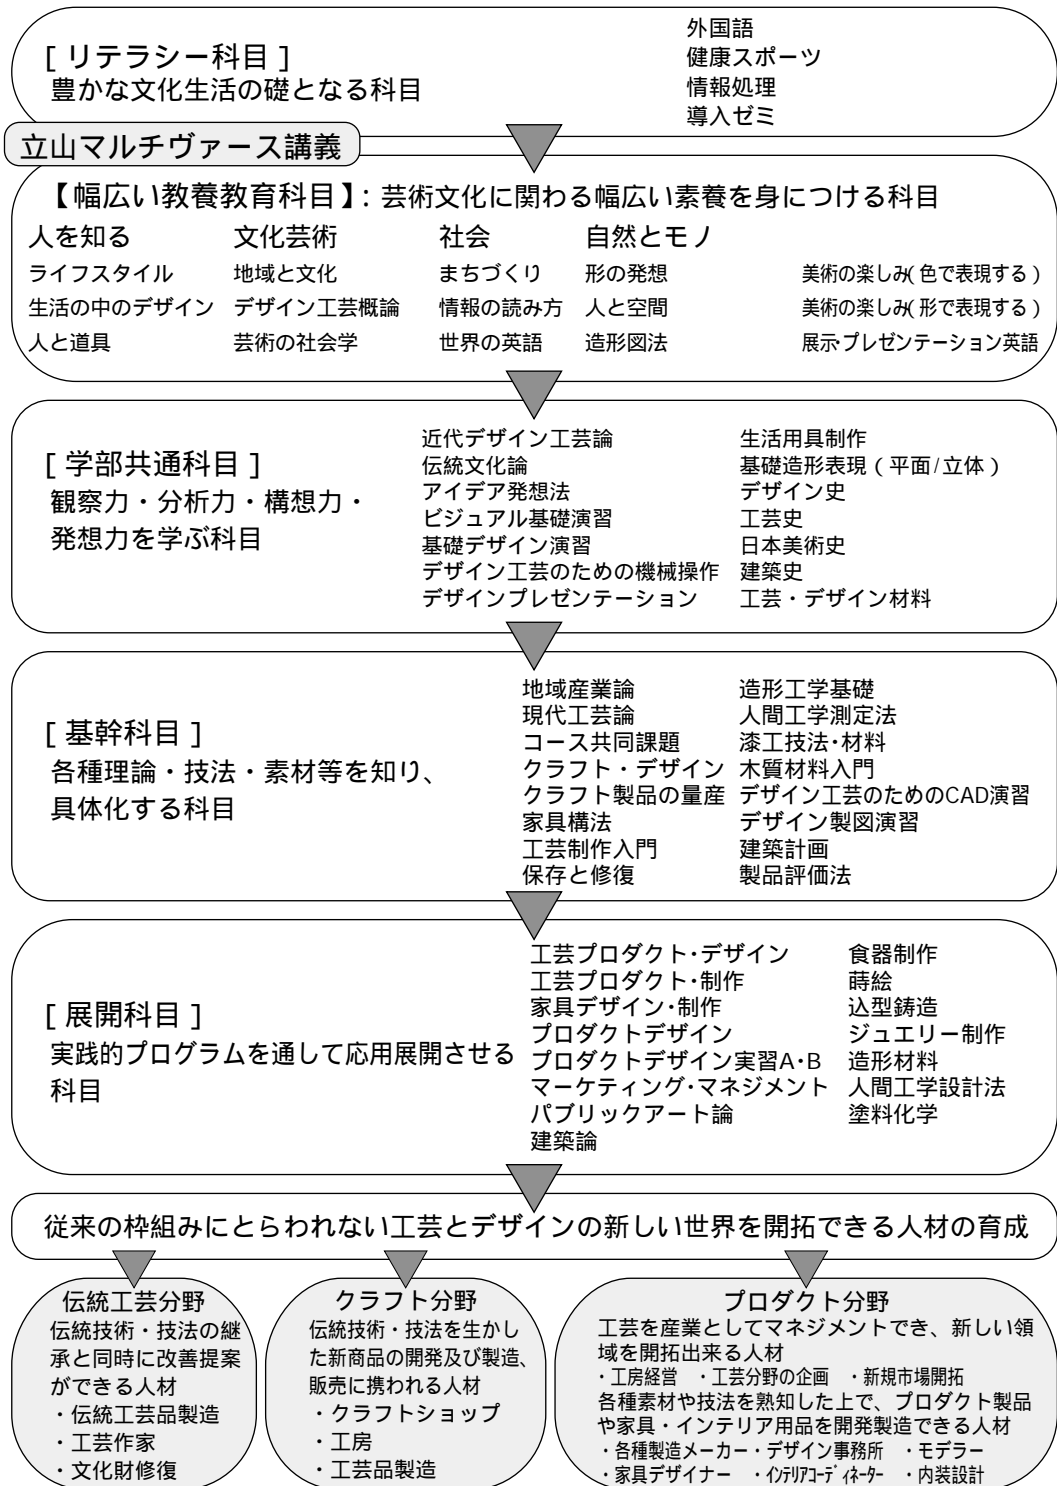 [ リテラシー科目 ]
豊かな文化生活の礎となる科目
外国語
健康スポーツ
情報処理
導入ゼミ
立山マルチヴァース講義
【幅広い教養教育科目】: 芸術文化に関わる幅広い素養を身につける科目
人を知る
ライフスタイル
生活の中のデザイン
人と道具
文化芸術
地域と文化
デザイン工芸概論
芸術の社会学
社会
まちづくり
情報の読み方
世界の英語
自然とモノ
形の発想
人と空間
造形図法
美術の楽しみ(色で表現する)
美術の楽しみ(形で表現する)
展示・プレゼンテーション英語
[ 学部共通科目 ]
観察力・分析力・構想力・
発想力を学ぶ科目
近代デザイン工芸論
伝統文化論
アイデア発想法
ビジュアル基礎演習
基礎デザイン演習
デザイン工芸のための機械操作
デザインプレゼンテーション
生活用具制作
基礎造形表現(平面/立体)
デザイン史
工芸史
日本美術史
建築史
工芸・デザイン材料
[ 基幹科目 ]
各種理論・技法・素材等を知り、
具体化する科目
地域産業論
現代工芸論
コース共同課題
クラフト・デザイン
クラフト製品の量産
家具構法
工芸制作入門
保存と修復
造形工学基礎
人間工学測定法
漆工技法・材料
木質材料入門
デザイン工芸のためのCAD演習
デザイン製図演習
建築計画
製品評価法
[ 展開科目 ]
実践的プログラムを通して応用展開させる
科目
工芸プロダクト・デザイン
工芸プロダクト・制作
家具デザイン・制作
プロダクトデザイン
プロダクトデザイン実習A・B
マーケティング・マネジメント
パブリックアート論
建築論
食器制作
蒔絵
込型鋳造
ジュエリー制作
造形材料
人間工学設計法
塗料化学
従来の枠組みにとらわれない工芸とデザインの新しい世界を開拓できる人材の育成
伝統工芸分野
伝統技術・技法の継
承と同時に改善提案
ができる人材
・伝統工芸品製造
・工芸作家
・文化財修復
クラフト分野
伝統技術・技法を生かし
た新商品の開発及び製造、
販売に携われる人材
・クラフトショップ
・工房
・工芸品製造
プロダクト分野
工芸を産業としてマネジメントでき、新しい領
域を開拓出来る人材
・工房経営 ・工芸分野の企画 ・新規市場開拓
各種素材や技法を熟知した上で、プロダクト製品
や家具・インテリア用品を開発製造できる人材
・各種製造メーカー・デザイン事務所 ・モデラー
・家具デザイナー ・インテリアコーディネーター ・内装設計